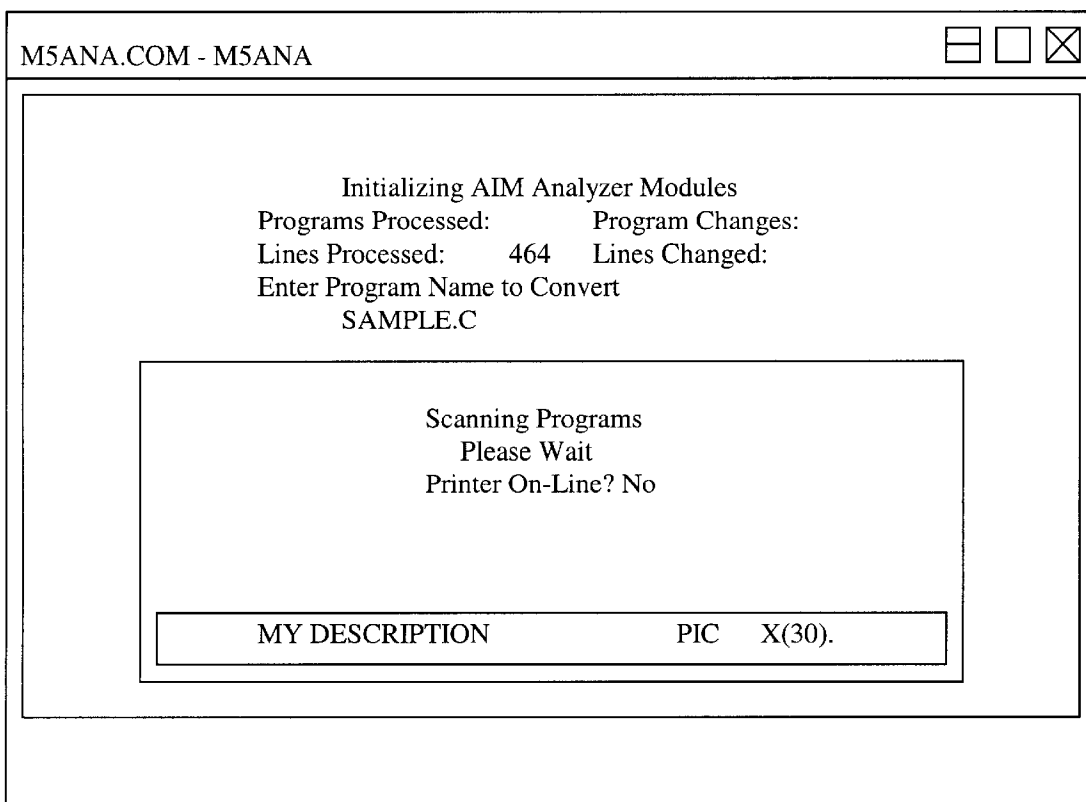 M5ANA.COM - M5ANA
Initializing AIM Analyzer Modules
Programs Processed: Program Changes:
Lines Processed: 464 Lines Changed:
Enter Program Name to Convert
SAMPLE.C
Scanning Programs
Please Wait
Printer On-Line? No
MY DESCRIPTION PIC X(30).